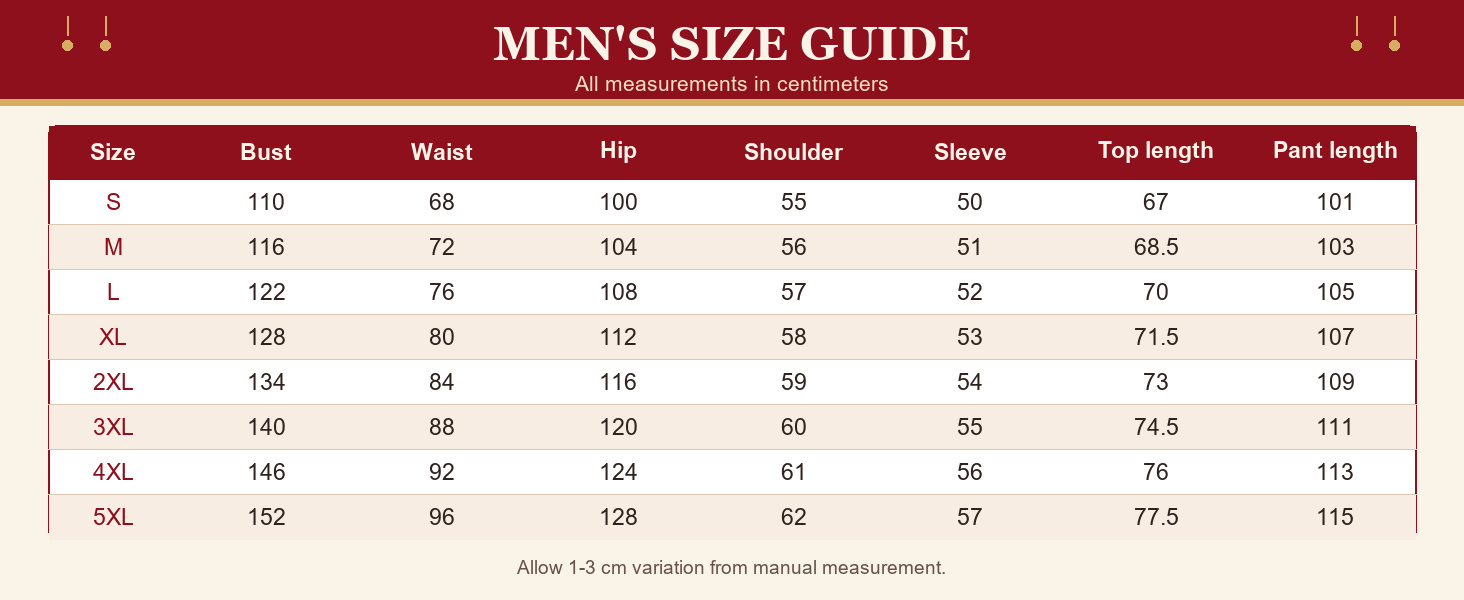 MEN'S SIZE GUIDE
All measurements in centimeters
Size Bust Waist Hip Shoulder Sleeve Top length Pant length
S 110 68 100 55 50 67 101
M 116 72 104 56 51 68.5 103
L 122 76 108 57 52 70 105
XL 128 80 112 58 53 71.5 107
2XL 134 84 116 59 54 73 109
3XL 140 88 120 60 55 74.5 111
4XL 146 92 124 61 56 76 113
5XL 152 96 128 62 57 77.5 115
Allow 1-3 cm variation from manual measurement.